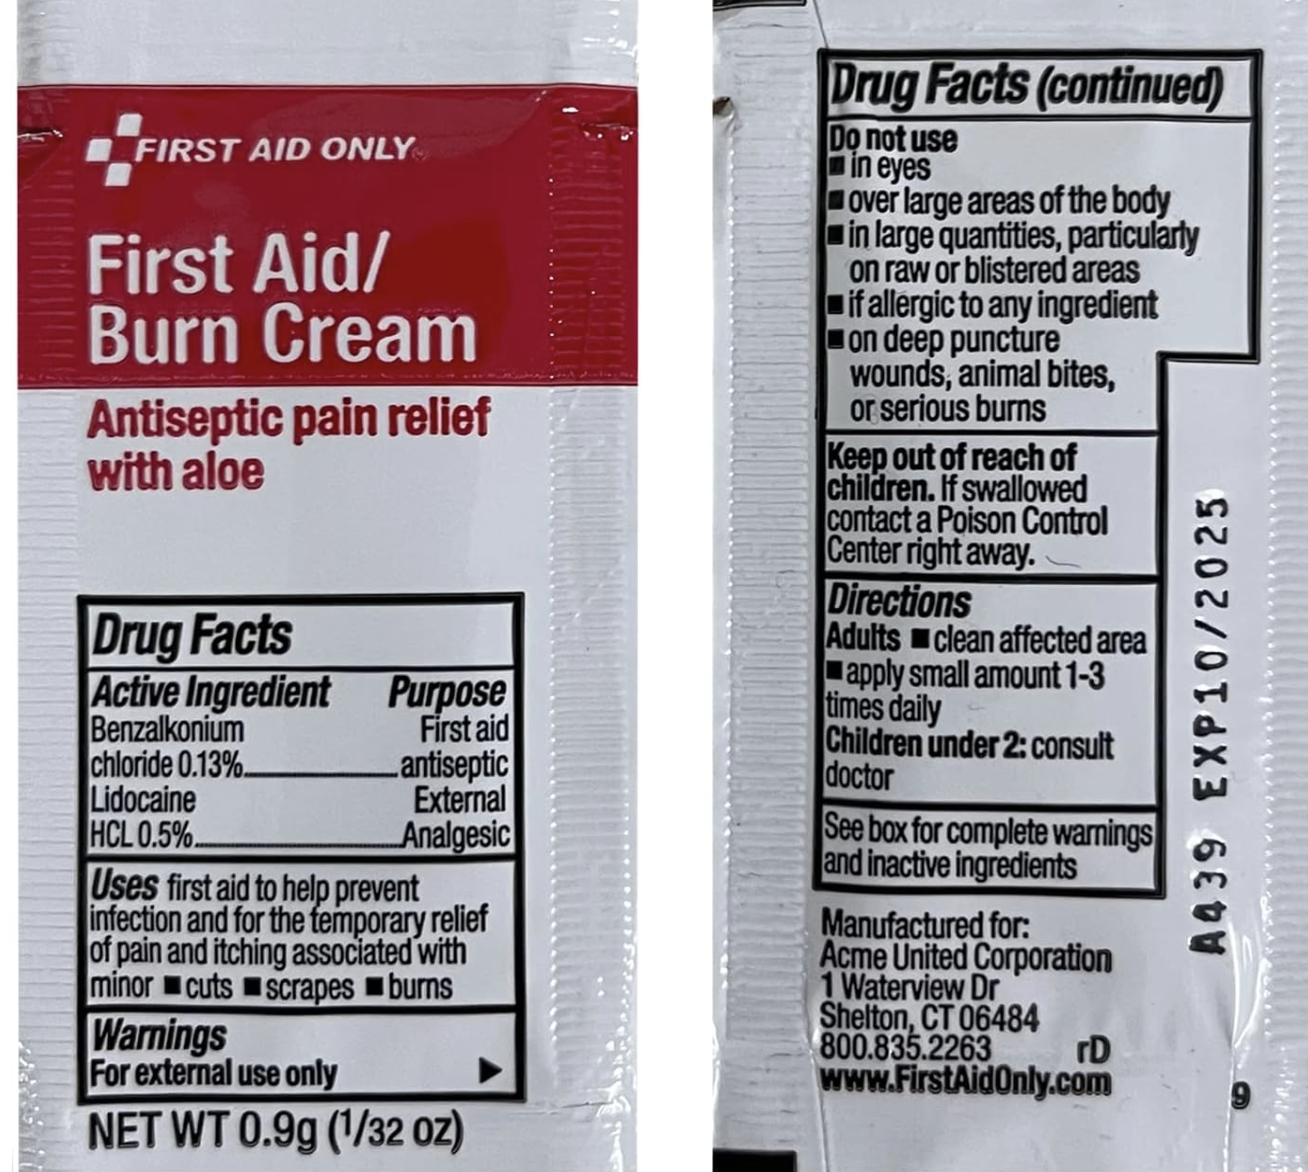 FIRST AID ONLY
First Aid/
Burn Cream
Antiseptic pain relief
with aloe
Drug Facts
Active Ingredient Purpose
Benzalkonium First aid
chloride 0.13% antiseptic
Lidocaine External
HCL 0.5% Analgesic
Uses first aid to help prevent
infection and for the temporary relief
of pain and itching associated with
minor ■ cuts ■ scrapes ■ burns
Warnings
For external use only ▶
NET WT 0.9g (1/32 oz)
Drug Facts (continued)
Do not use
■ in eyes
■ over large areas of the body
■ in large quantities, particularly
on raw or blistered areas
■ if allergic to any ingredient
■ on deep puncture
wounds, animal bites,
or serious burns
Keep out of reach of
children. If swallowed
contact a Poison Control
Center right away.
Directions
Adults ■ clean affected area
■ apply small amount 1-3
times daily
Children under 2: consult
doctor
See box for complete warnings
and inactive ingredients
Manufactured for:
Acme United Corporation
1 Waterview Dr
Shelton, CT 06484
800.835.2263 rD
www.FirstAidOnly.com
A439 EXP10/2025
9